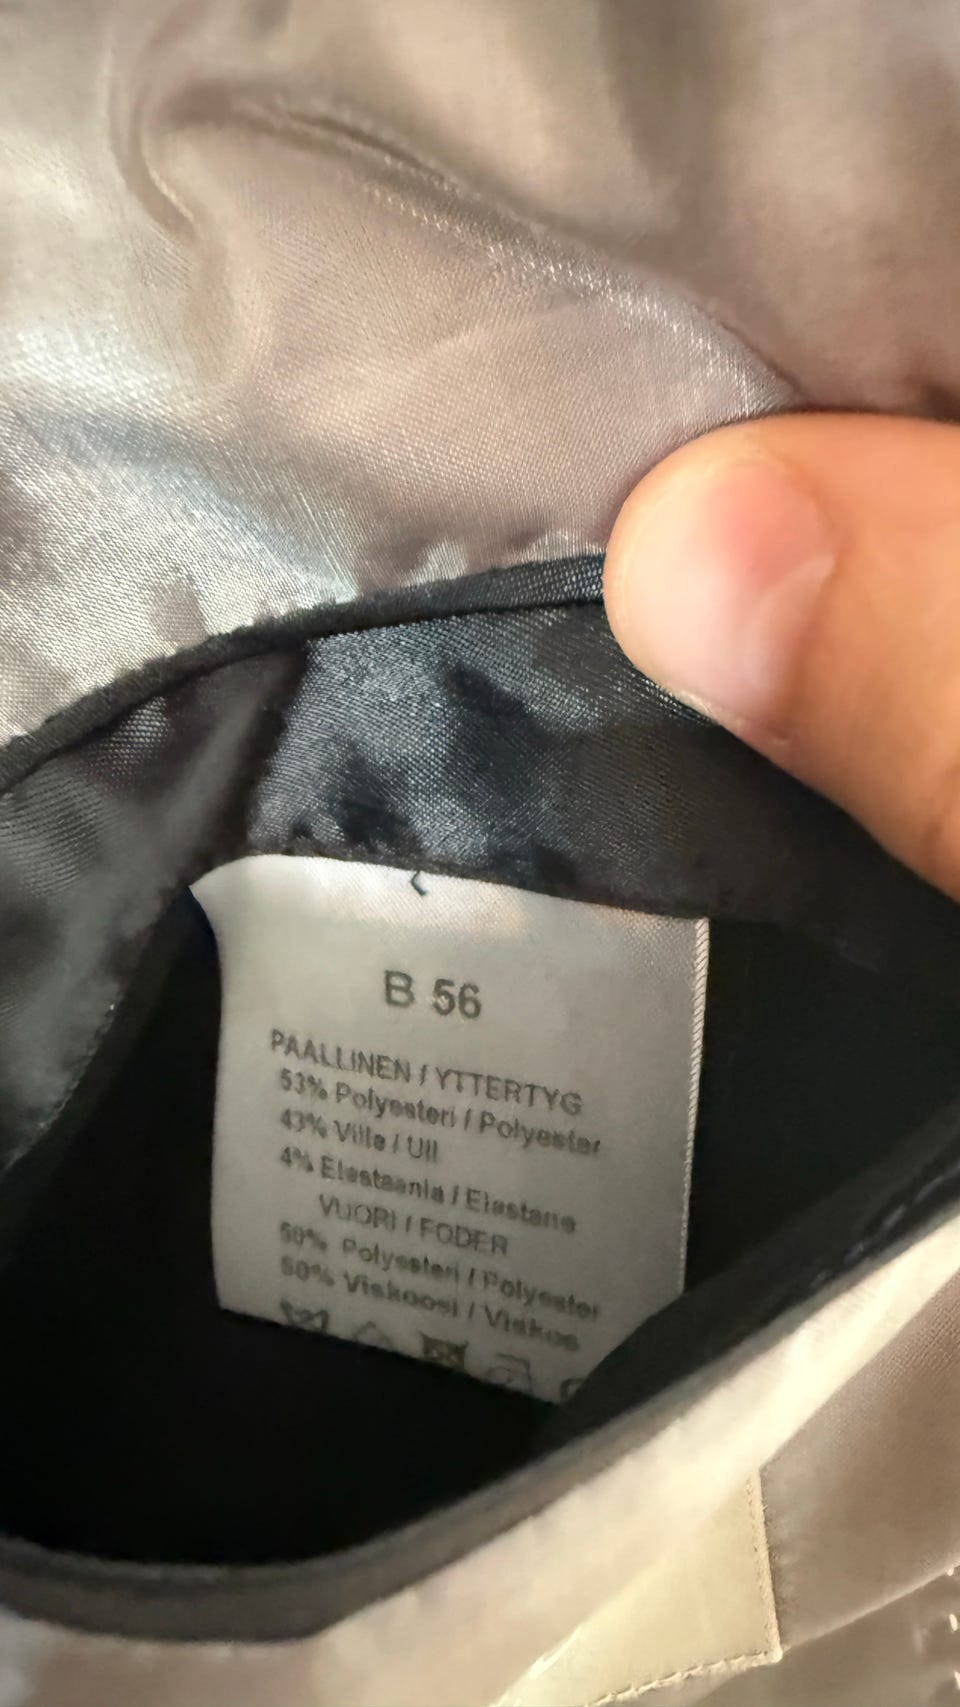 B 56
PÄÄLLINEN / YTTERTYG
53% Polyesteri / Polyester
43% Villa / Ull
4% Elastaania / Elastane
VUORI / FODER
50% Polyesteri / Polyester
50% Viskoosi / Viskos